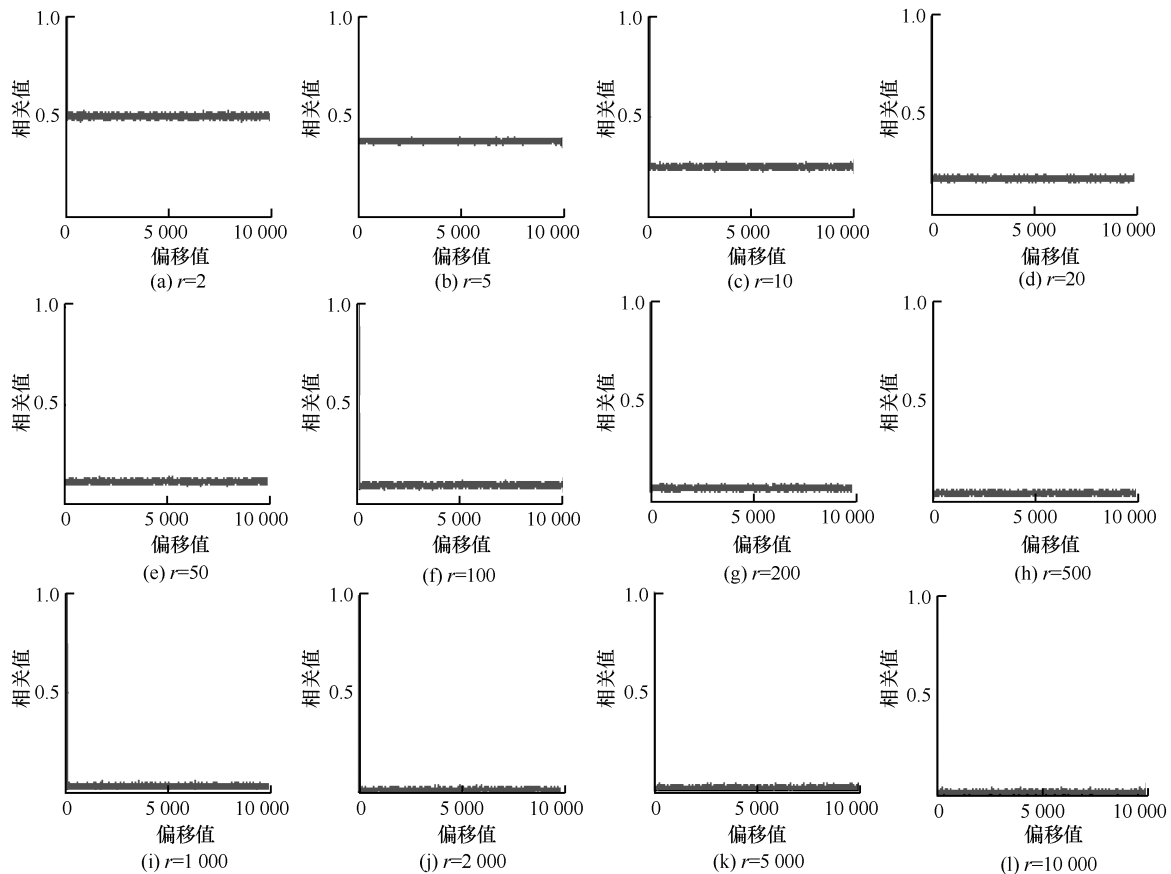 1.0
相关值
0.5
0
5 000
10 000
偏移值
(a) r=2
1.0
相关值
0.5
0
5 000
10 000
偏移值
(b) r=5
1.0
相关值
0.5
0
5 000
10 000
偏移值
(c) r=10
1.0
相关值
0.5
0
5 000
10 000
偏移值
(d) r=20
1.0
相关值
0.5
0
5 000
10 000
偏移值
(e) r=50
1.0
相关值
0.5
0
5 000
10 000
偏移值
(f) r=100
1.0
相关值
0.5
0
5 000
10 000
偏移值
(g) r=200
1.0
相关值
0.5
0
5 000
10 000
偏移值
(h) r=500
1.0
相关值
0.5
0
5 000
10 000
偏移值
(i) r=1 000
1.0
相关值
0.5
0
5 000
10 000
偏移值
(j) r=2 000
1.0
相关值
0.5
0
5 000
10 000
偏移值
(k) r=5 000
1.0
相关值
0.5
0
5 000
10 000
偏移值
(l) r=10 000